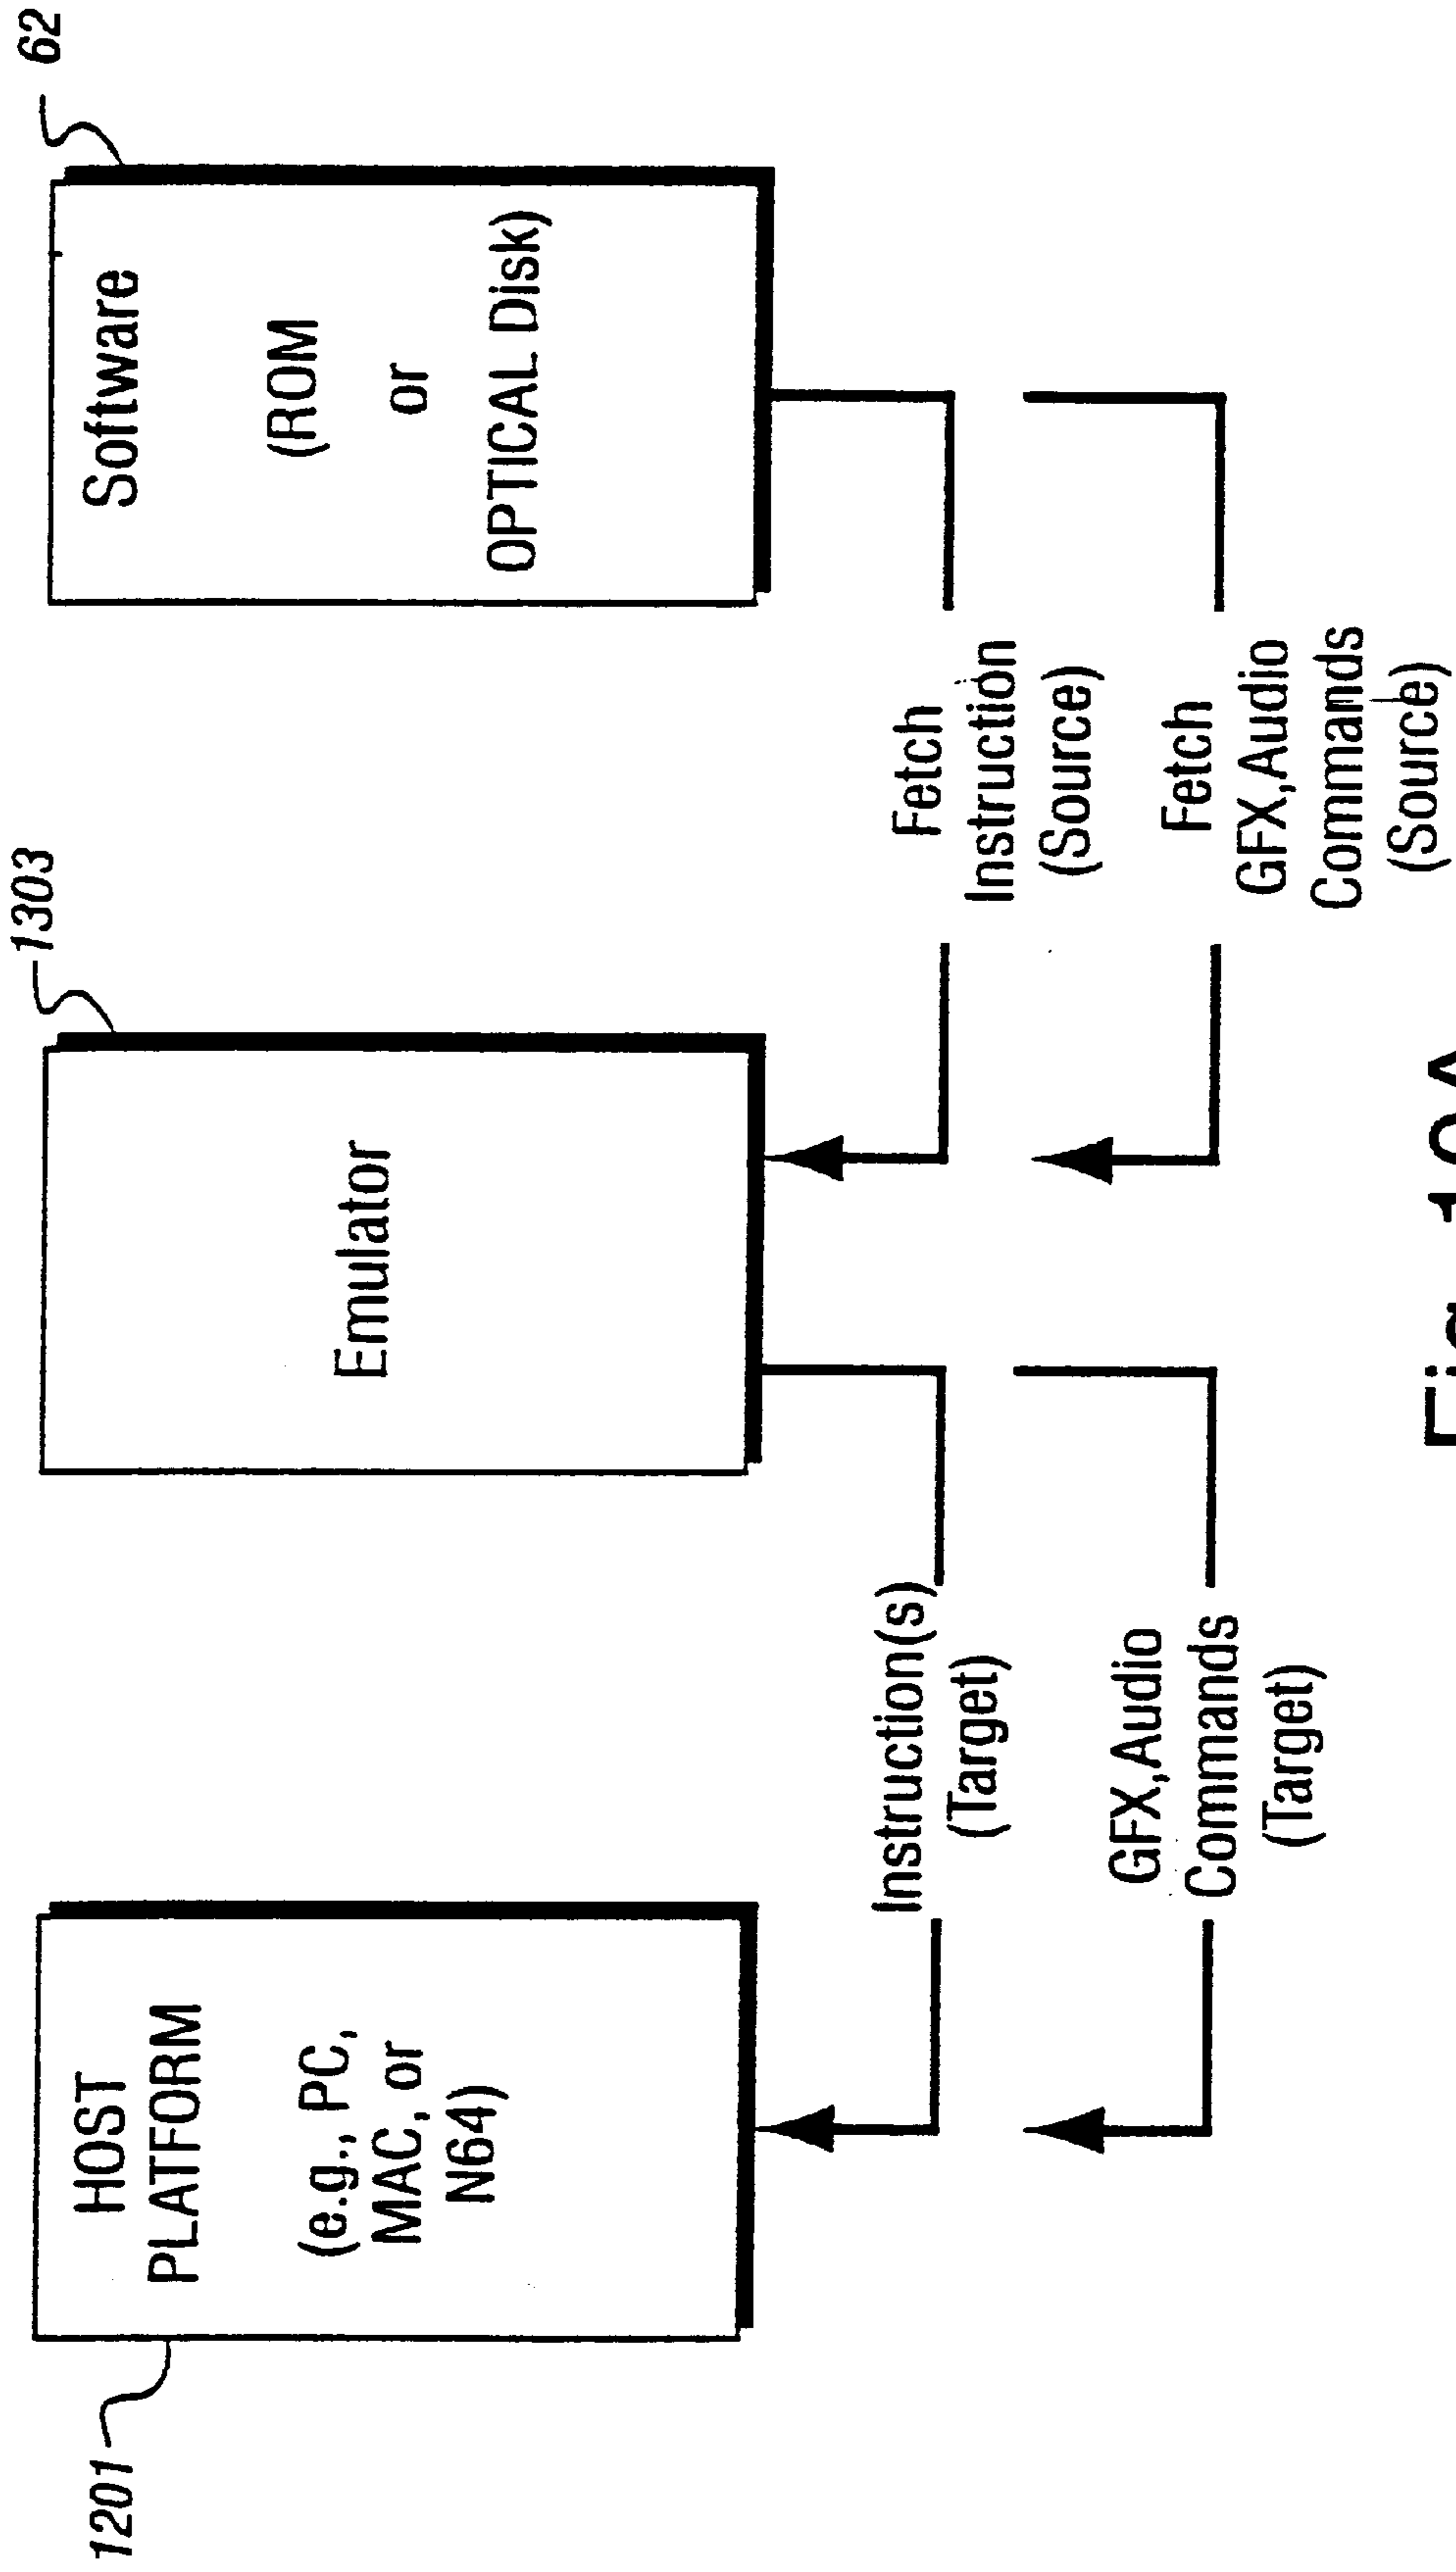 1201
HOST
PLATFORM
(e.g., PC,
MAC, or
N64)
1303
Emulator
62
Software
(ROM
or
OPTICAL Disk)
Instruction(s)
(Target)
GFX,Audio
Commands
(Target)
Fetch
Instruction
(Source)
Fetch
GFX,Audio
Commands
(Source)